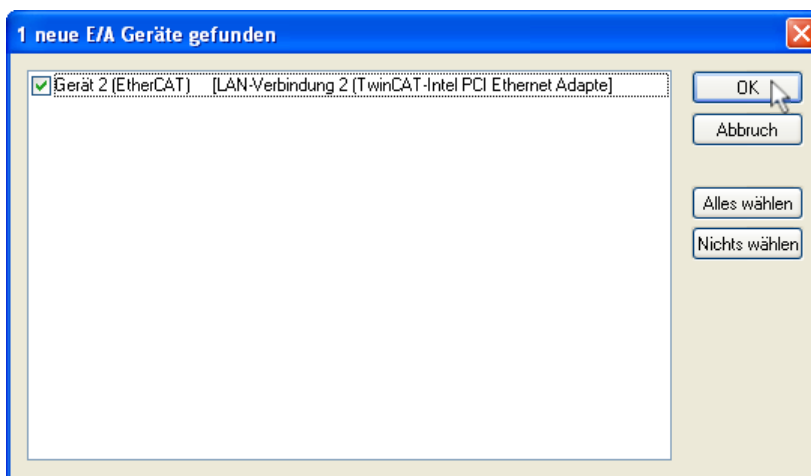 1 neue E/A Geräte gefunden
Gerät 2 (EtherCAT) [LAN-Verbindung 2 (TwinCAT-Intel PCI Ethernet Adapte]
OK
Abbruch
Alles wählen
Nichts wählen